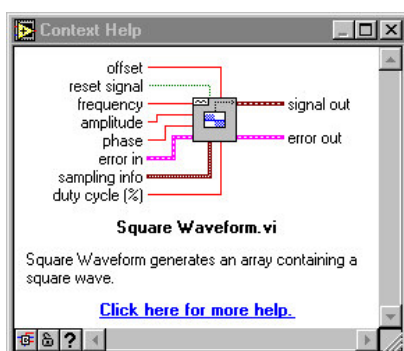 Context Help
offset
reset signal
frequency
amplitude
phase
error in
sampling info
duty cycle (%)
signal out
error out
Square Waveform.vi
Square Waveform generates an array containing a
square wave.
Click here for more help.
?